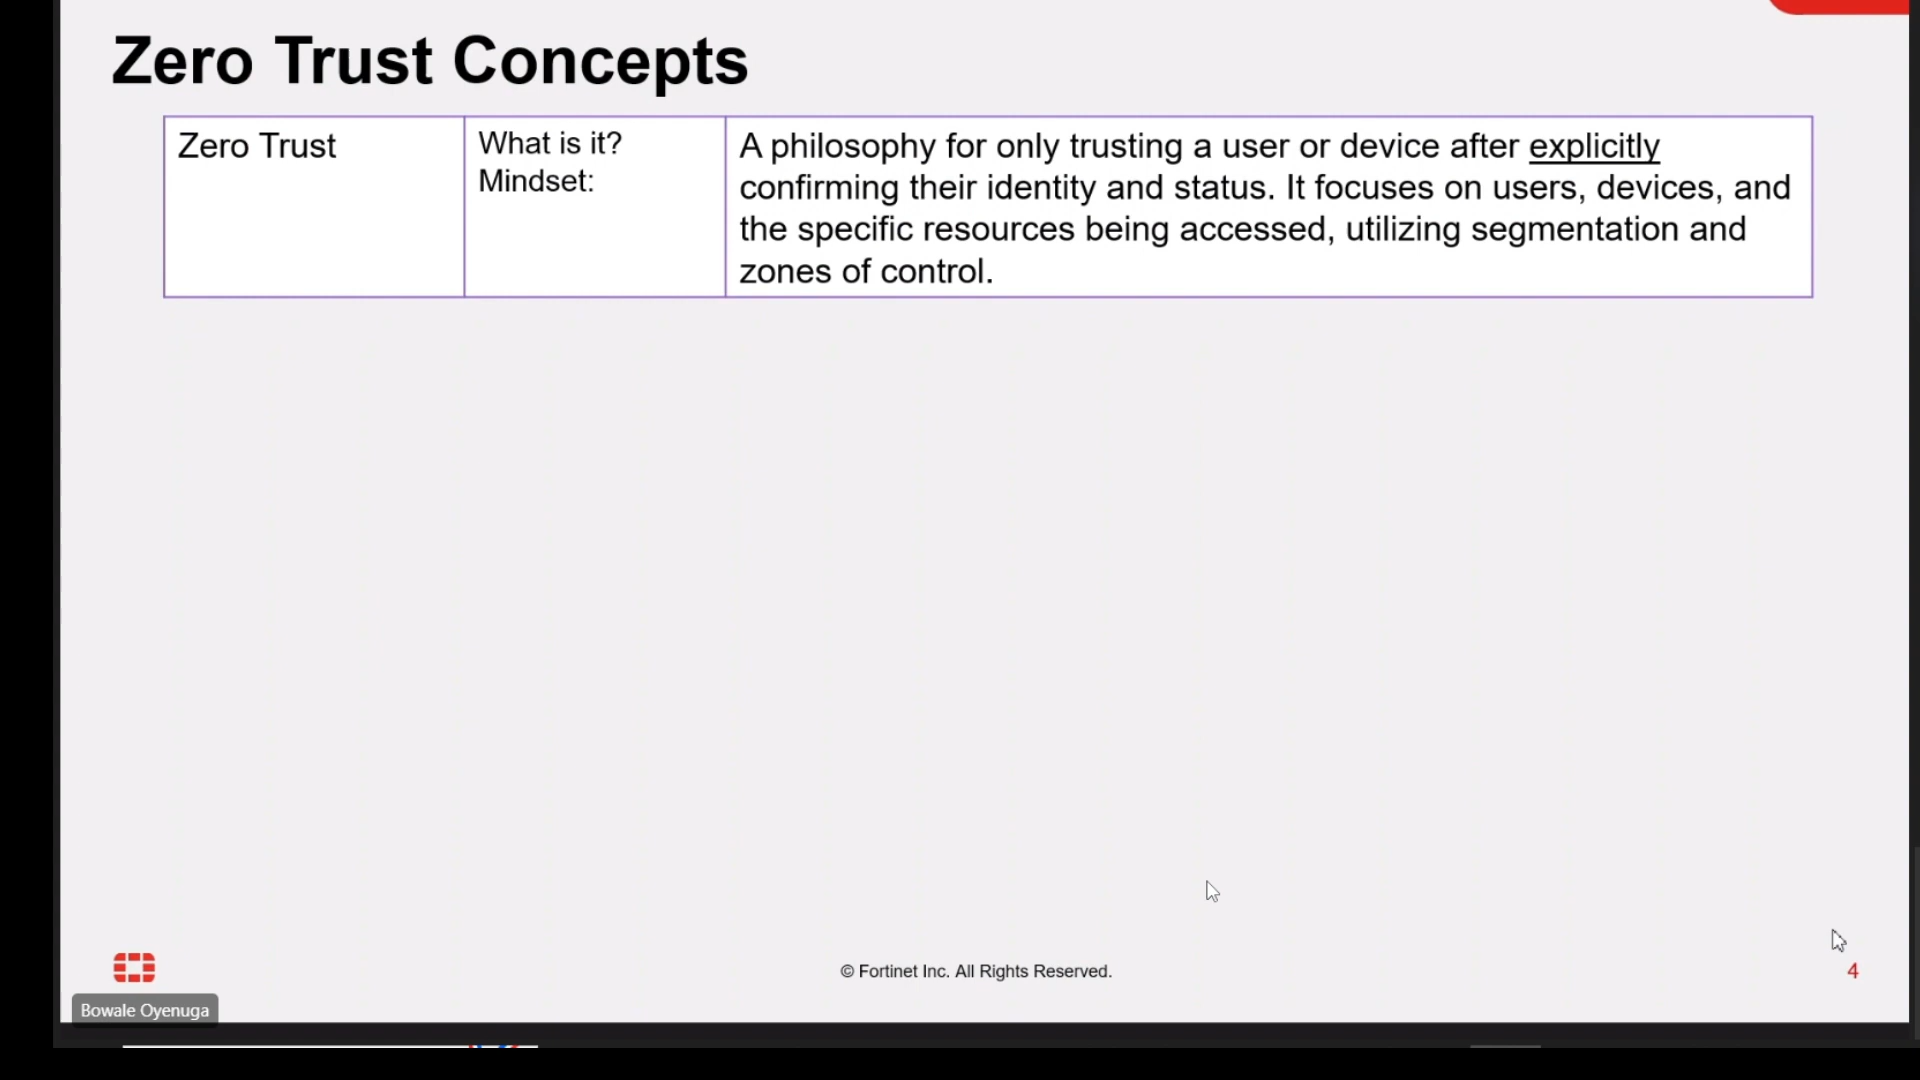 Zero Trust Concepts
Zero Trust
What is it?
Mindset:
A philosophy for only trusting a user or device after explicitly
confirming their identity and status. It focuses on users, devices, and
the specific resources being accessed, utilizing segmentation and
zones of control.
© Fortinet Inc. All Rights Reserved.
4
Bowale Oyenuga